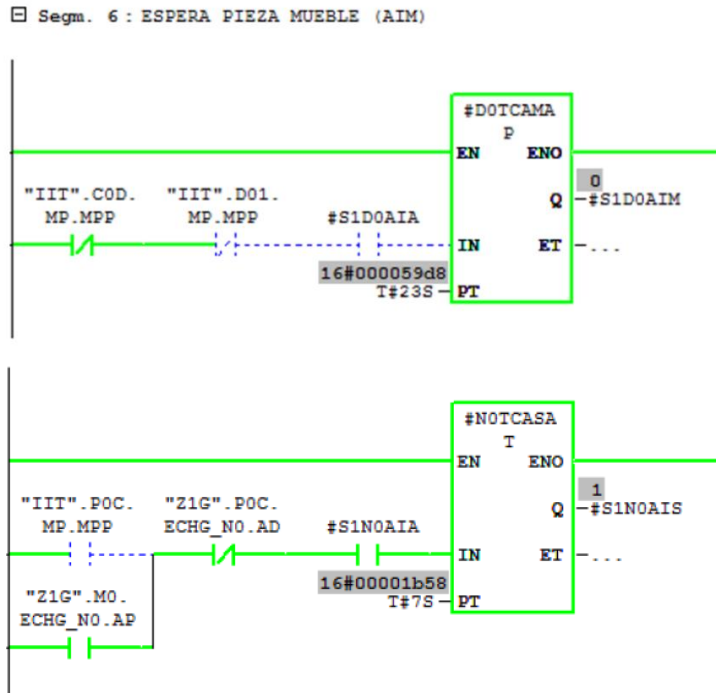 Segm. 6 : ESPERA PIEZA MUEBLE (AIM)
#D0TCAMA
P
EN ENO
0
"IIT".C0D. "IIT".D01.
MP.MPP MP.MPP #S1D0AIA
Q #S1D0AIM
IN ET ...
16#000059d8
T#23S PT
#N0TCASA
T
EN ENO
1
"IIT".P0C. "Z1G".P0C.
MP.MPP ECHG_N0.AD #S1N0AIA
Q #S1N0AIS
IN ET ...
16#00001b58
T#7S PT
"Z1G".M0.
ECHG_N0.AP